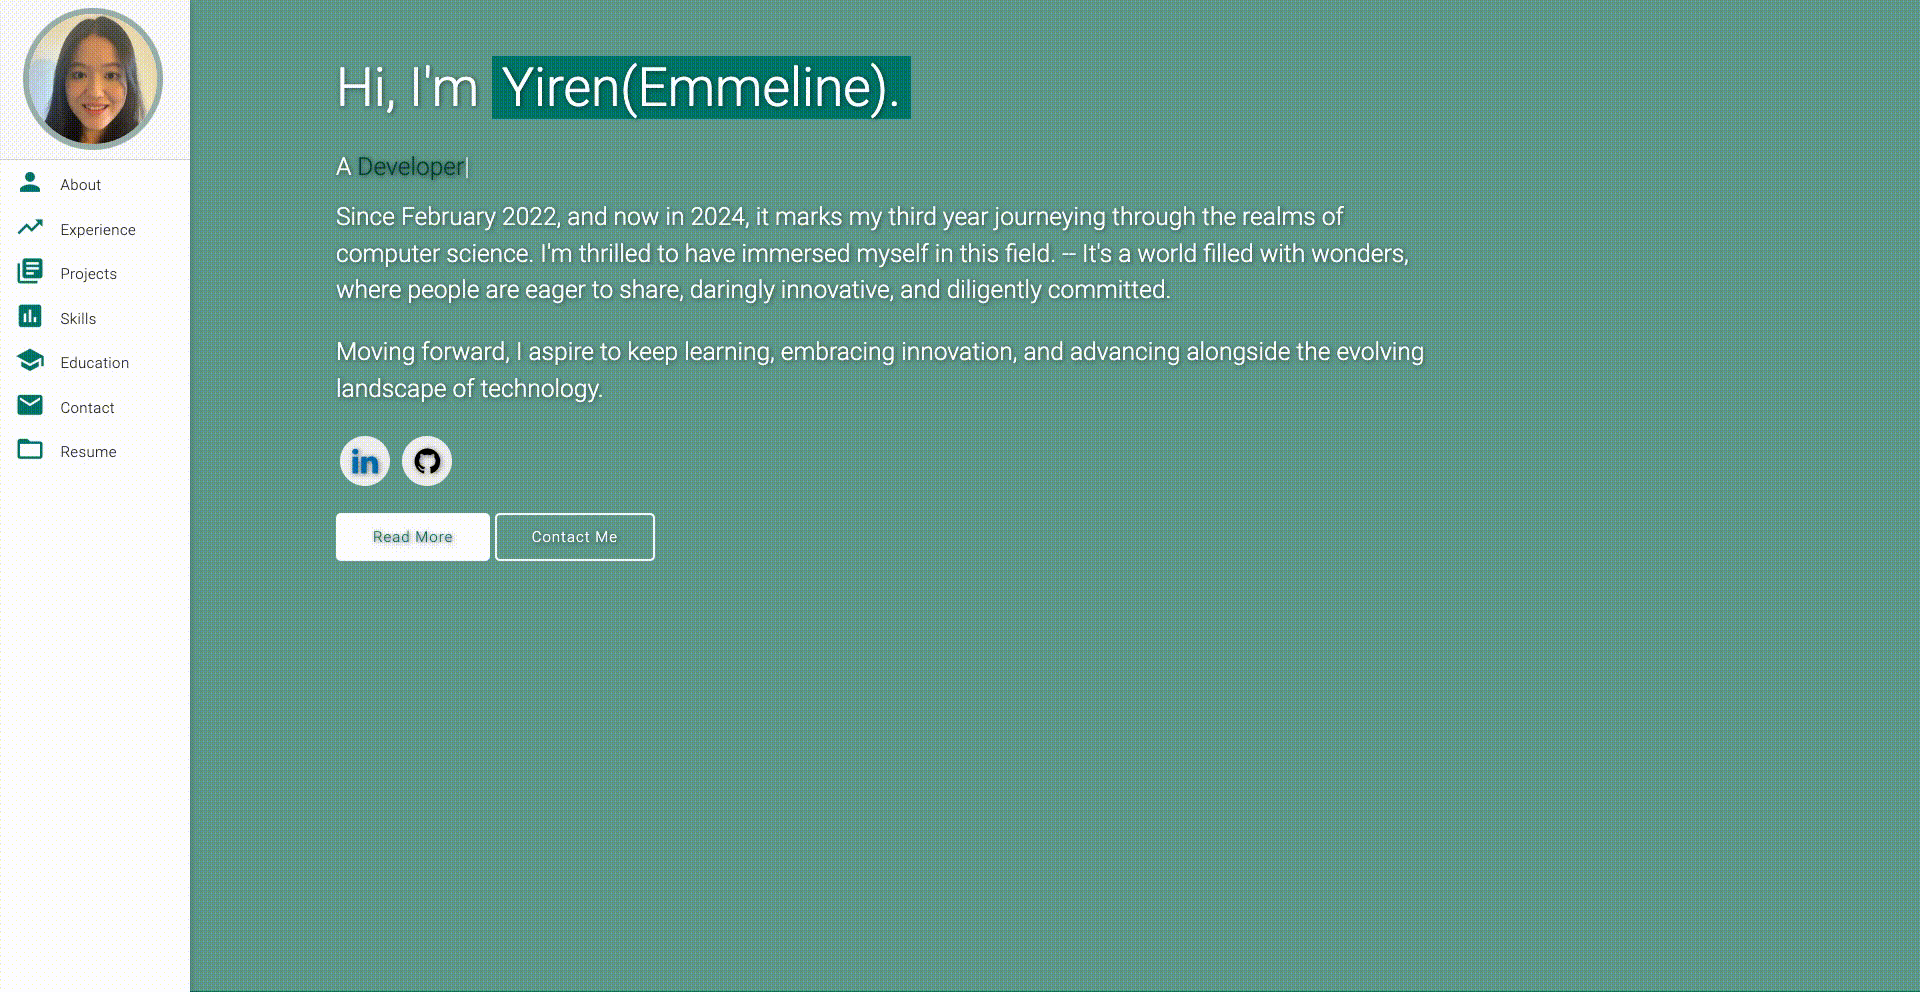 About
Experience
Projects
Skills
Education
Contact
Resume
Hi, I'm Yiren(Emmeline).
A Developer|
Since February 2022, and now in 2024, it marks my third year journeying through the realms of
computer science. I'm thrilled to have immersed myself in this field. -- It's a world filled with wonders,
where people are eager to share, daringly innovative, and diligently committed.
Moving forward, I aspire to keep learning, embracing innovation, and advancing alongside the evolving
landscape of technology.
in
Read More
Contact Me